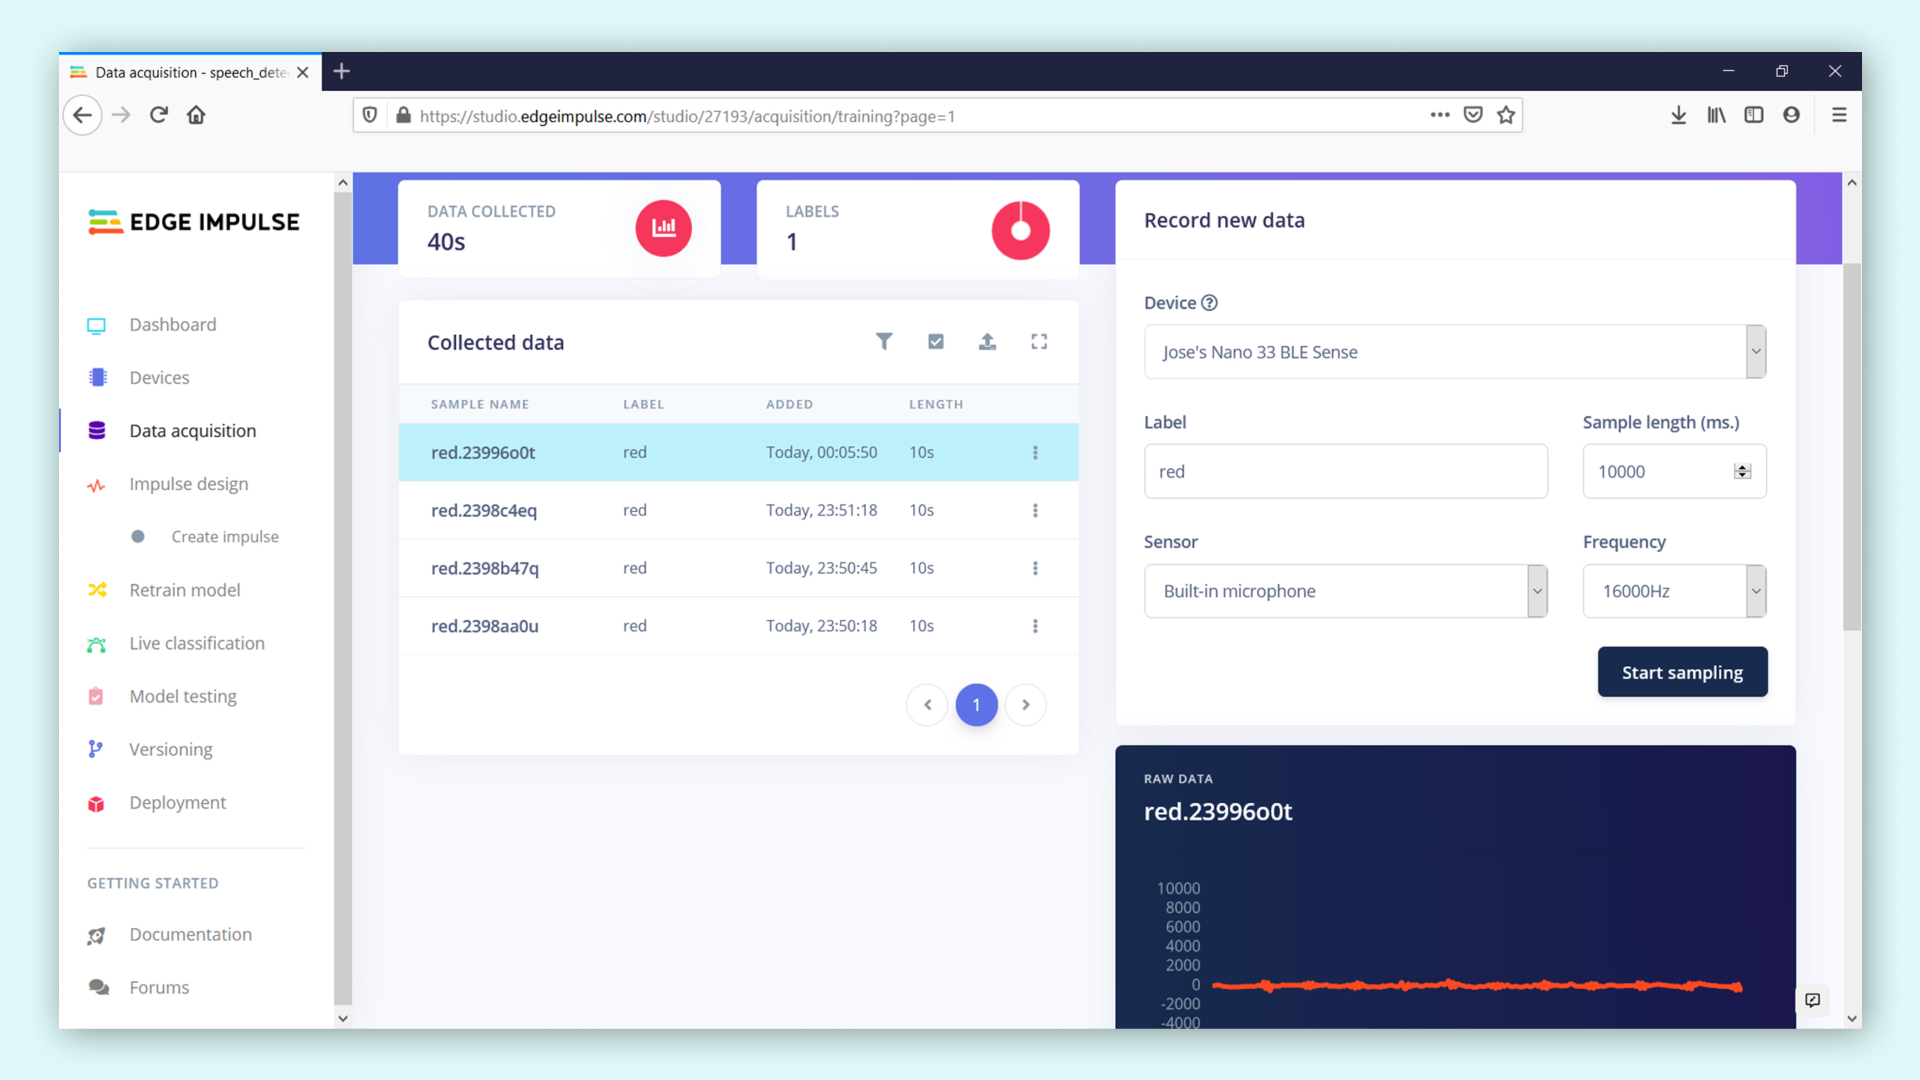 Data acquisition - speech_dete
https://studio.edgeimpulse.com/studio/27193/acquisition/training?page=1
EDGE IMPULSE
Dashboard
Devices
Data acquisition
Impulse design
Create impulse
Retrain model
Live classification
Model testing
Versioning
Deployment
GETTING STARTED
Documentation
Forums
DATA COLLECTED
40s
LABELS
1
Collected data
SAMPLE NAME LABEL ADDED LENGTH
red.23996o0t red Today, 00:05:50 10s
red.2398c4eq red Today, 23:51:18 10s
red.2398b47q red Today, 23:50:45 10s
red.2398aa0u red Today, 23:50:18 10s
1
Record new data
Device
Jose's Nano 33 BLE Sense
Label Sample length (ms.)
red 10000
Sensor Frequency
Built-in microphone 16000Hz
Start sampling
RAW DATA
red.23996o0t
10000
8000
6000
4000
2000
0
-2000
-4000